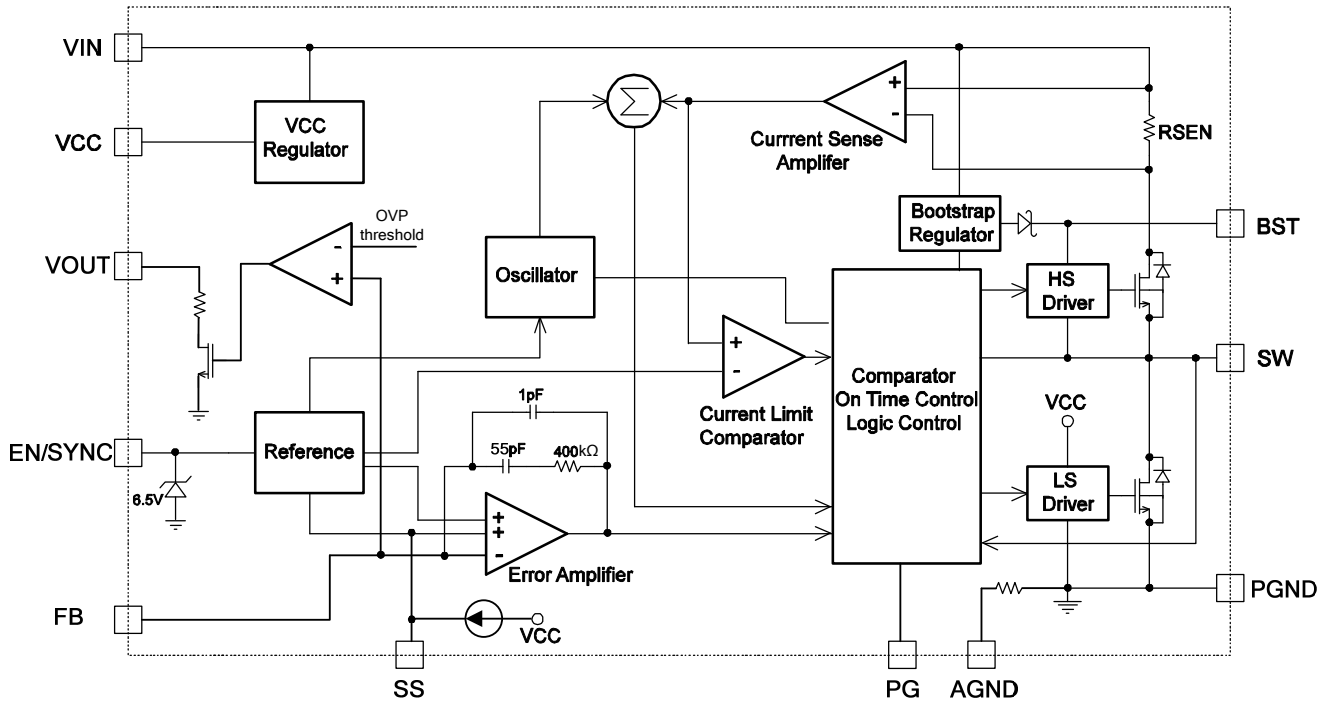 VIN
VCC
VCC
Regulator
Σ
+
-
Currrent Sense
Amplifer
RSEN
Bootstrap
Regulator
BST
VOUT
OVP
threshold
-
+
Oscillator
HS
Driver
+
-
Current Limit
Comparator
Comparator
On Time Control
Logic Control
SW
VCC
EN/SYNC
6.5V
Reference
1pF
55pF
400kΩ
LS
Driver
+
+
-
Error Amplifier
FB
VCC
PGND
SS
PG
AGND